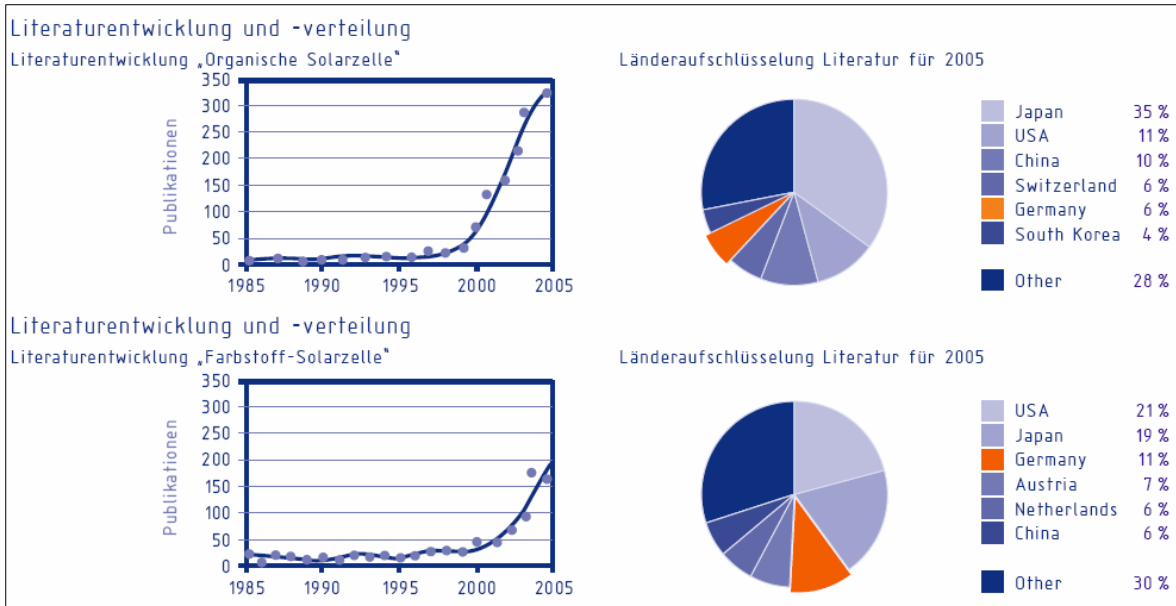 Literaturentwicklung und -verteilung
Literaturentwicklung „Organische Solarzelle“
Länderaufschlüsselung Literatur für 2005
Publikationen
350
300
250
200
150
100
50
0
1985 1990 1995 2000 2005
Japan 35 %
USA 11 %
China 10 %
Switzerland 6 %
Germany 6 %
South Korea 4 %
Other 28 %
Literaturentwicklung und -verteilung
Literaturentwicklung „Farbstoff-Solarzelle“
Länderaufschlüsselung Literatur für 2005
Publikationen
350
300
250
200
150
100
50
0
1985 1990 1995 2000 2005
USA 21 %
Japan 19 %
Germany 11 %
Austria 7 %
Netherlands 6 %
China 6 %
Other 30 %